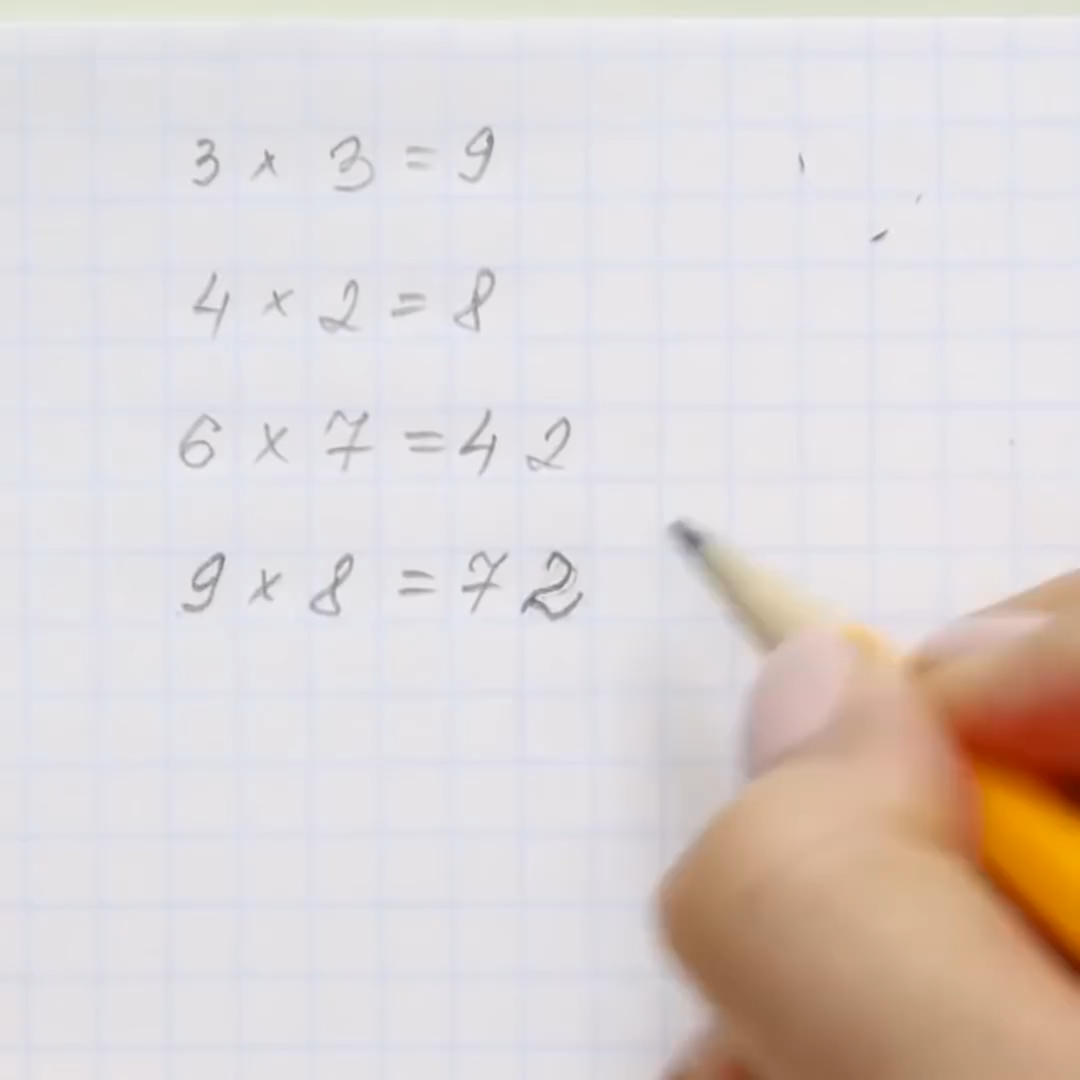 3 × 3 = 9
4 × 2 = 8
6 × 7 = 42
9 × 8 = 72